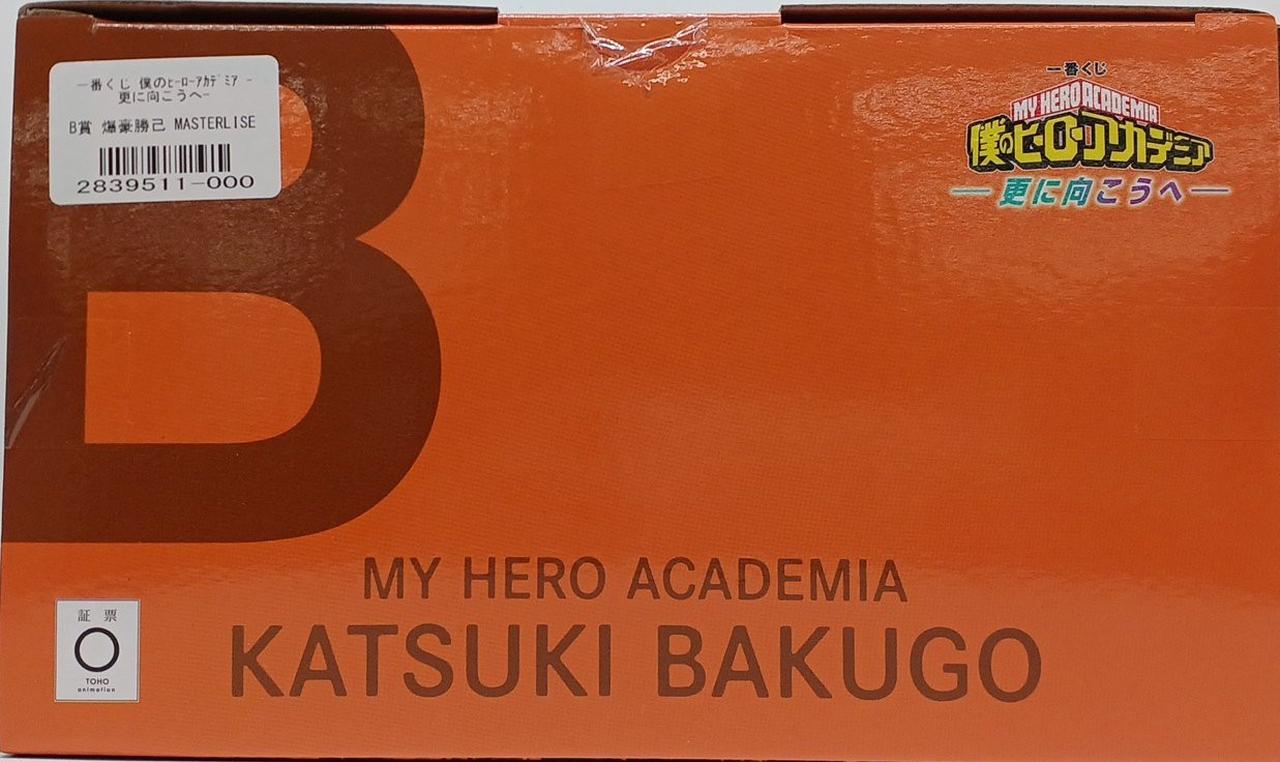 B
一番くじ 僕のﾋｰﾛｰｱｶﾃﾞﾐｱ -
更に向こうへ-
B賞 爆豪勝己 MASTERLISE
2839511-000
一番くじ
MY HERO ACADEMIA
僕のヒーローアカデミア
更に向こうへ
MY HERO ACADEMIA
KATSUKI BAKUGO
証 票
TOHO
animation